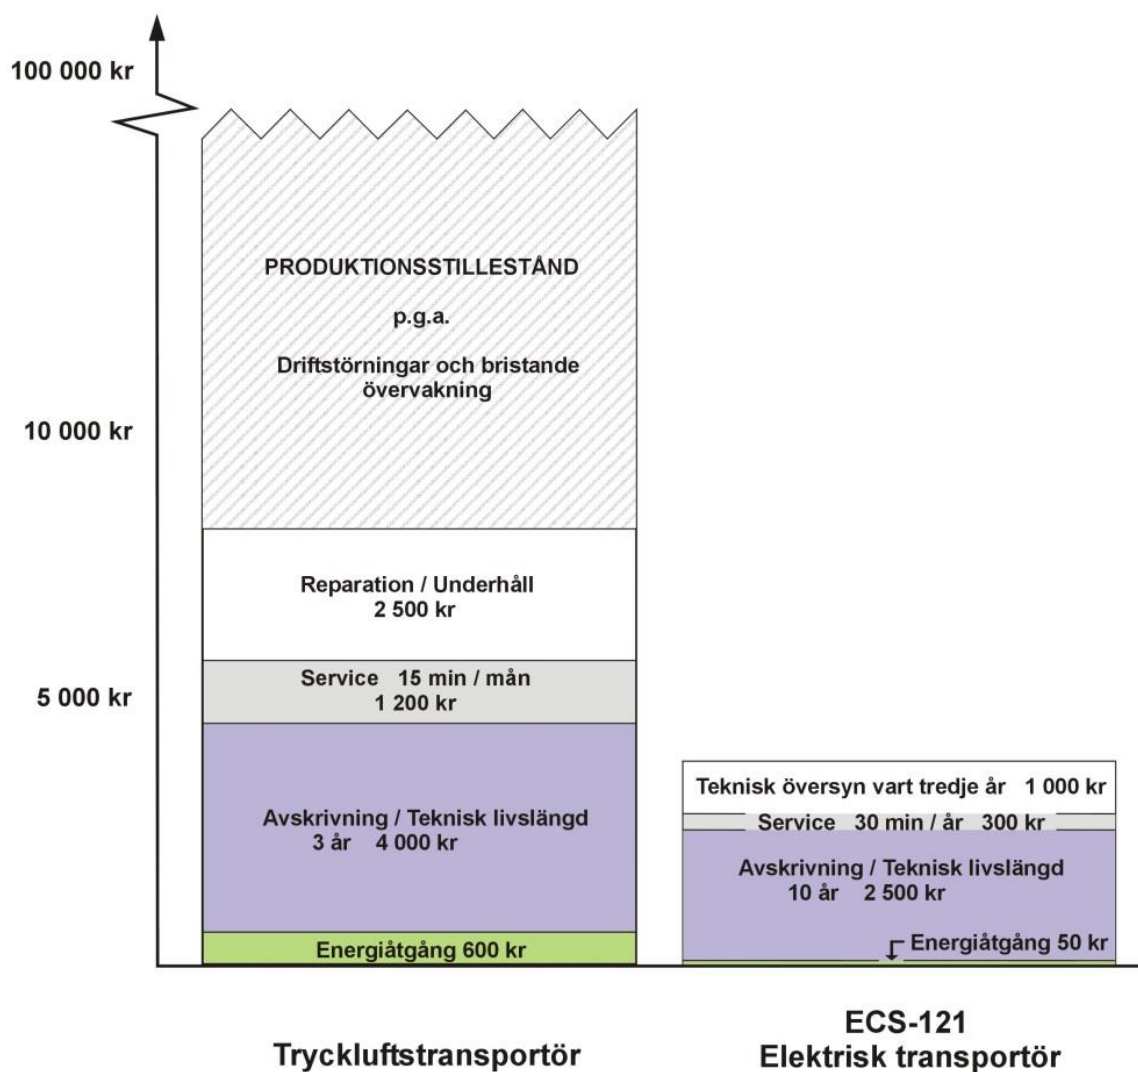 100 000 kr
PRODUKTIONSSTILLESTÅND
p.g.a.
Driftstörningar och bristande
övervakning
10 000 kr
Reparation / Underhåll
2 500 kr
5 000 kr
Service 15 min / mån
1 200 kr
Avskrivning / Teknisk livslängd
3 år 4 000 kr
Energiåtgång 600 kr
Teknisk översyn vart tredje år 1 000 kr
Service 30 min / år 300 kr
Avskrivning / Teknisk livslängd
10 år 2 500 kr
Energiåtgång 50 kr
Tryckluftstransportör
ECS-121
Elektrisk transportör